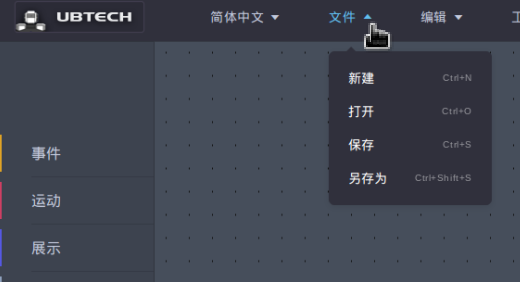 UBTECH 简体中文 文件 编辑
新建 Ctrl+N
打开 Ctrl+O
保存 Ctrl+S
另存为 Ctrl+Shift+S
事件
运动
展示